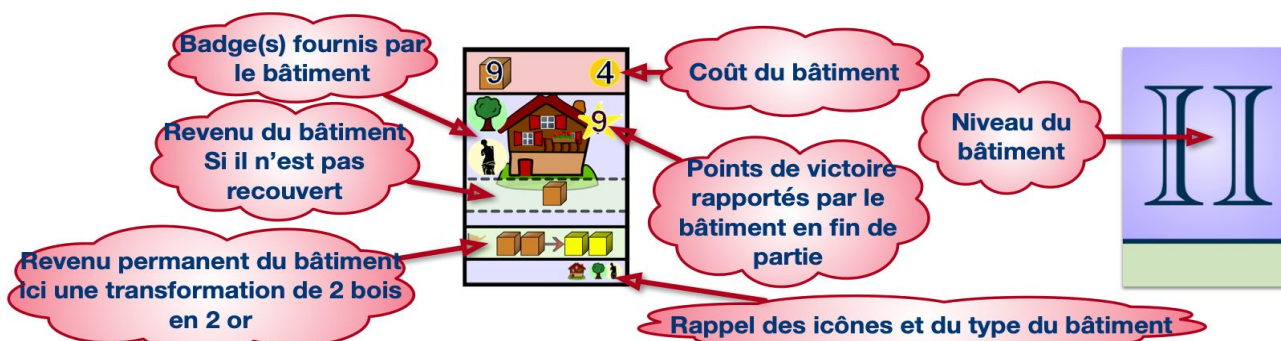 Badge(s) fournis par
le bâtiment
Revenu du bâtiment
Si il n'est pas
recouvert
Revenu permanent du bâtiment
ici une transformation de 2 bois
en 2 or
9
4
9
Coût du bâtiment
Points de victoire
rapportés par le
bâtiment en fin de
partie
Rappel des icônes et du type du bâtiment
Niveau du
bâtiment
II